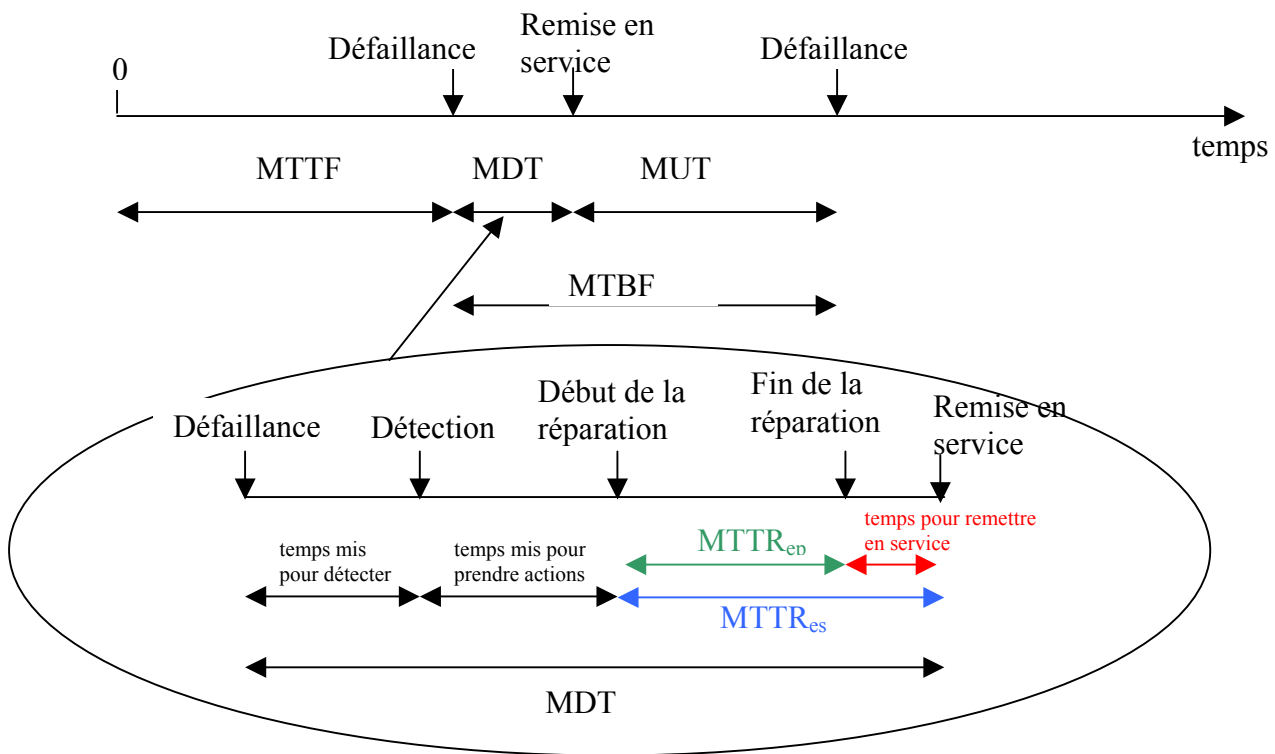 Remise en
Défaillance
service
Défaillance
0
temps
MTTF
MDT
MUT
MTBF
Début de la
réparation
Fin de la
réparation
Remise en
service
Défaillance
Détection
temps pour remettre
en service
MTTRep
temps mis
pour détecter
temps mis pour
prendre actions
MTTRes
MDT